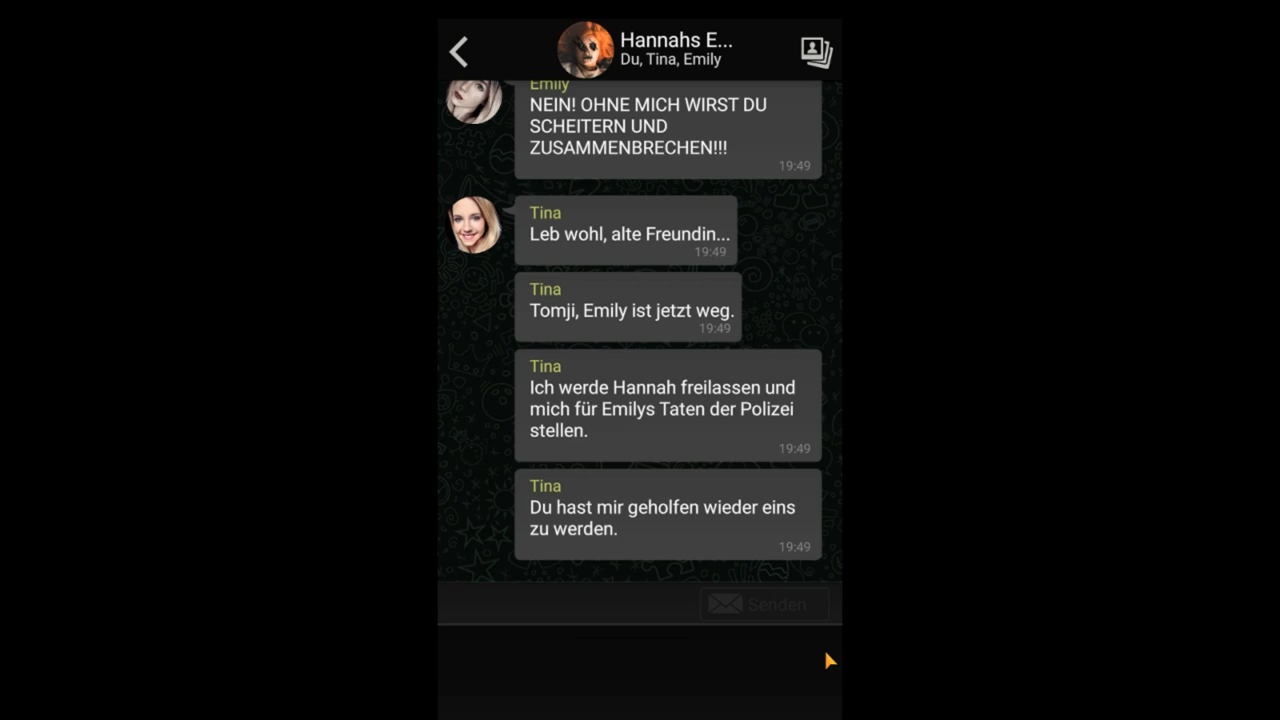 Hannahs E...
Du, Tina, Emily
Emily
NEIN! OHNE MICH WIRST DU
SCHEITERN UND
ZUSAMMENBRECHEN!!!
19:49
Tina
Leb wohl, alte Freundin...
19:49
Tina
Tomji, Emily ist jetzt weg.
19:49
Tina
Ich werde Hannah freilassen und
mich für Emilys Taten der Polizei
stellen.
19:49
Tina
Du hast mir geholfen wieder eins
zu werden.
19:49
Senden